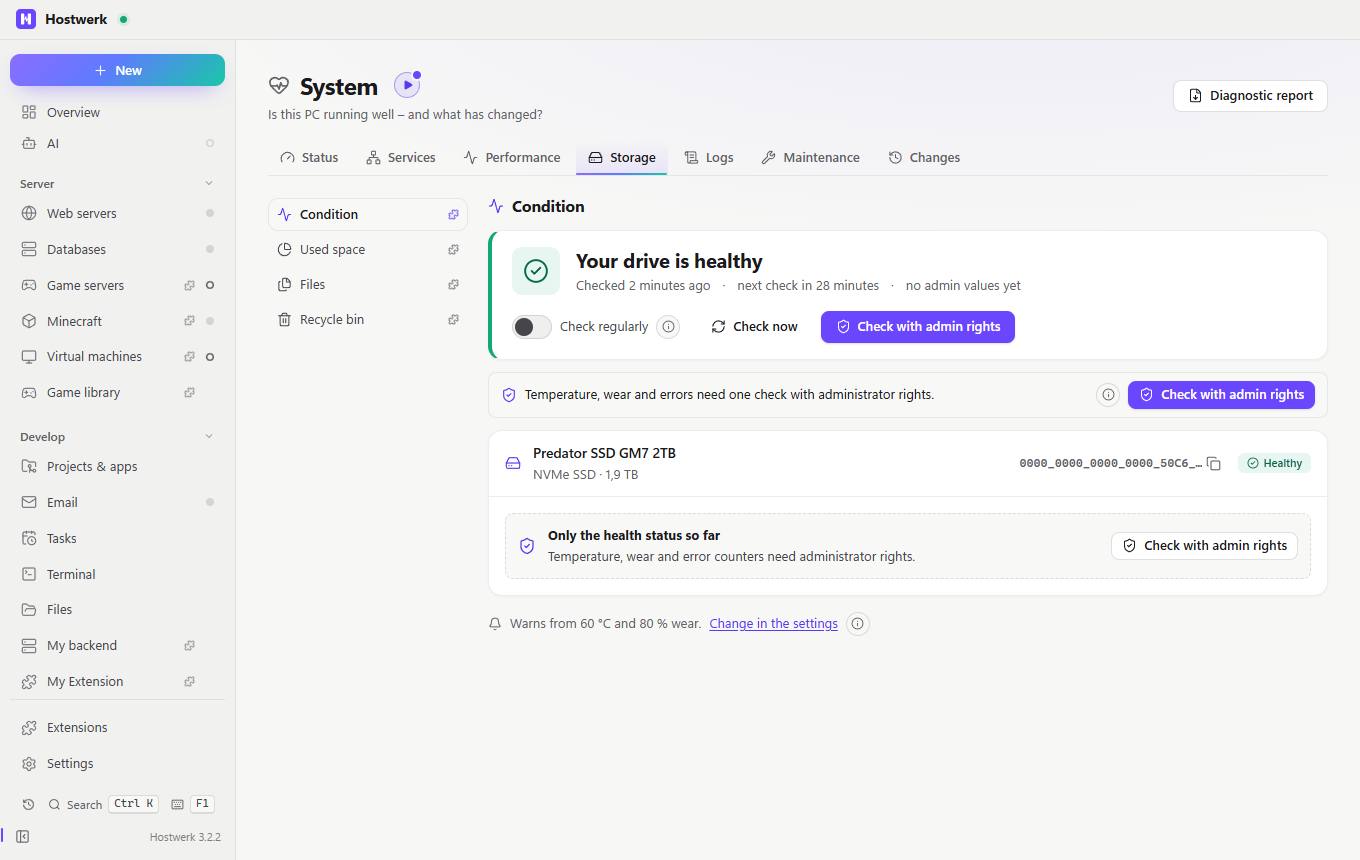 Hostwerk
New
Overview
AI
Server
Web servers
Databases
Game servers
Minecraft
Virtual machines
Game library
Develop
Projects & apps
Email
Tasks
Terminal
Files
My backend
My Extension
Extensions
Settings
Search Ctrl K F1
Hostwerk 3.2.2
System
Is this PC running well – and what has changed?
Diagnostic report
Status Services Performance Storage Logs Maintenance Changes
Condition
Used space
Files
Recycle bin
Condition
Your drive is healthy
Checked 2 minutes ago · next check in 28 minutes · no admin values yet
Check regularly Check now Check with admin rights
Temperature, wear and errors need one check with administrator rights. Check with admin rights
Predator SSD GM7 2TB
NVMe SSD · 1,9 TB
0000_0000_0000_0000_50C6_… Healthy
Only the health status so far
Temperature, wear and error counters need administrator rights.
Check with admin rights
Warns from 60 °C and 80 % wear. Change in the settings